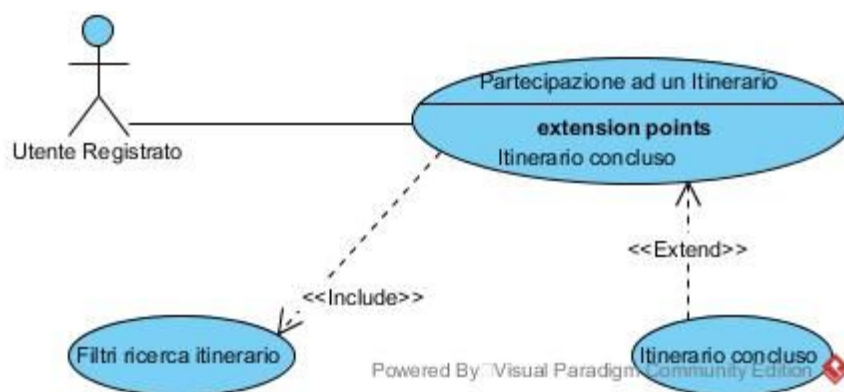 Partecipazione ad un Itinerario
extension points
Itinerario concluso
Utente Registrato
<<Extend>>
<<Include>>
Filtri ricerca itinerario
Itinerario concluso
Powered By Visual Paradigm Community Edition